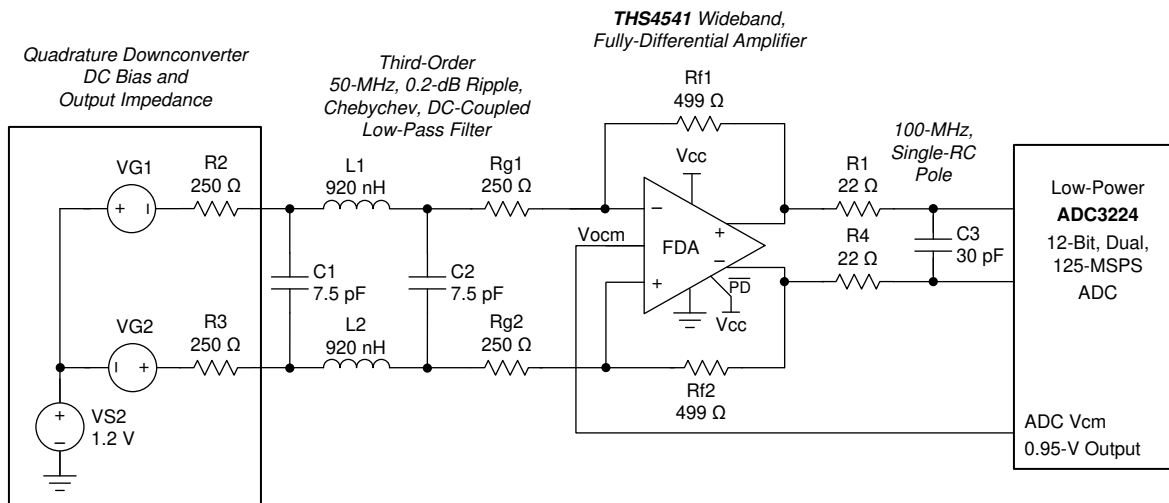 THS4541 Wideband,
Fully-Differential Amplifier
Quadrature Downconverter
DC Bias and
Output Impedance
Third-Order
50-MHz, 0.2-dB Ripple,
Chebychev, DC-Coupled
Low-Pass Filter
Rf1
499 Ω
100-MHz,
Single-RC
Pole
VG1
R2
250 Ω
L1
920 nH
Rg1
250 Ω
Vcc
R1
22 Ω
Low-Power
ADC3224
12-Bit, Dual,
125-MSPS
ADC
+
–
Vocm
FDA
–
+
+
–
PD
Vcc
R4
22 Ω
C3
30 pF
C1
7.5 pF
C2
7.5 pF
VG2
R3
250 Ω
L2
920 nH
Rg2
250 Ω
–
+
Rf2
499 Ω
+
–
VS2
1.2 V
ADC Vcm
0.95-V Output